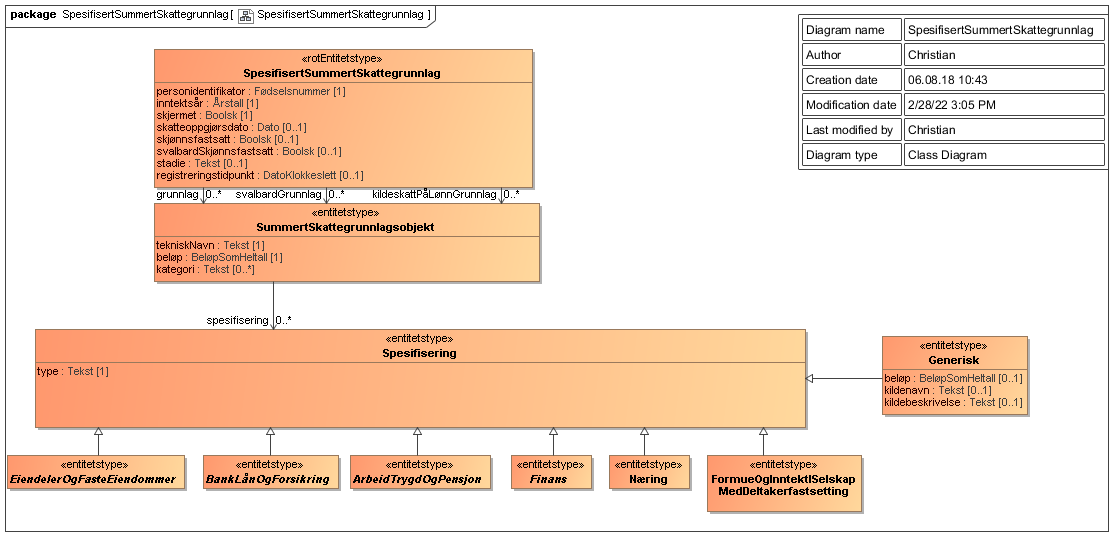 package SpesifisertSummertSkattegrunnlag [ SpesifisertSummertSkattegrunnlag ]
Diagram name SpesifisertSummertSkattegrunnlag
Author Christian
Creation date 06.08.18 10:43
Modification date 2/28/22 3:05 PM
Last modified by Christian
Diagram type Class Diagram
«rotEntitetstype»
SpesifisertSummertSkattegrunnlag
personidentifikator : Fødselsnummer [1]
inntektsår : Årstall [1]
skjermet : Boolsk [1]
skatteoppgjørsdato : Dato [0..1]
skjønnsfastsatt : Boolsk [0..1]
svalbardSkjønnsfastsatt : Boolsk [0..1]
stadie : Tekst [0..1]
registreringstidpunkt : DatoKlokkeslett [0..1]
grunnlag 0..* svalbardGrunnlag 0..* kildeskattPåLønnGrunnlag 0..*
«entitetstype»
SummertSkattegrunnlagsobjekt
tekniskNavn : Tekst [1]
beløp : BeløpSomHeltall [1]
kategori : Tekst [0..*]
spesifisering 0..*
«entitetstype»
Spesifisering
type : Tekst [1]
«entitetstype»
Generisk
beløp : BeløpSomHeltall [0..1]
kildenavn : Tekst [0..1]
kildebeskrivelse : Tekst [0..1]
«entitetstype»
EiendelerOgFasteEiendommer
«entitetstype»
BankLånOgForsikring
«entitetstype»
ArbeidTrygdOgPensjon
«entitetstype»
Finans
«entitetstype»
Næring
«entitetstype»
FormueOgInntektISelskap
MedDeltakerfastsetting